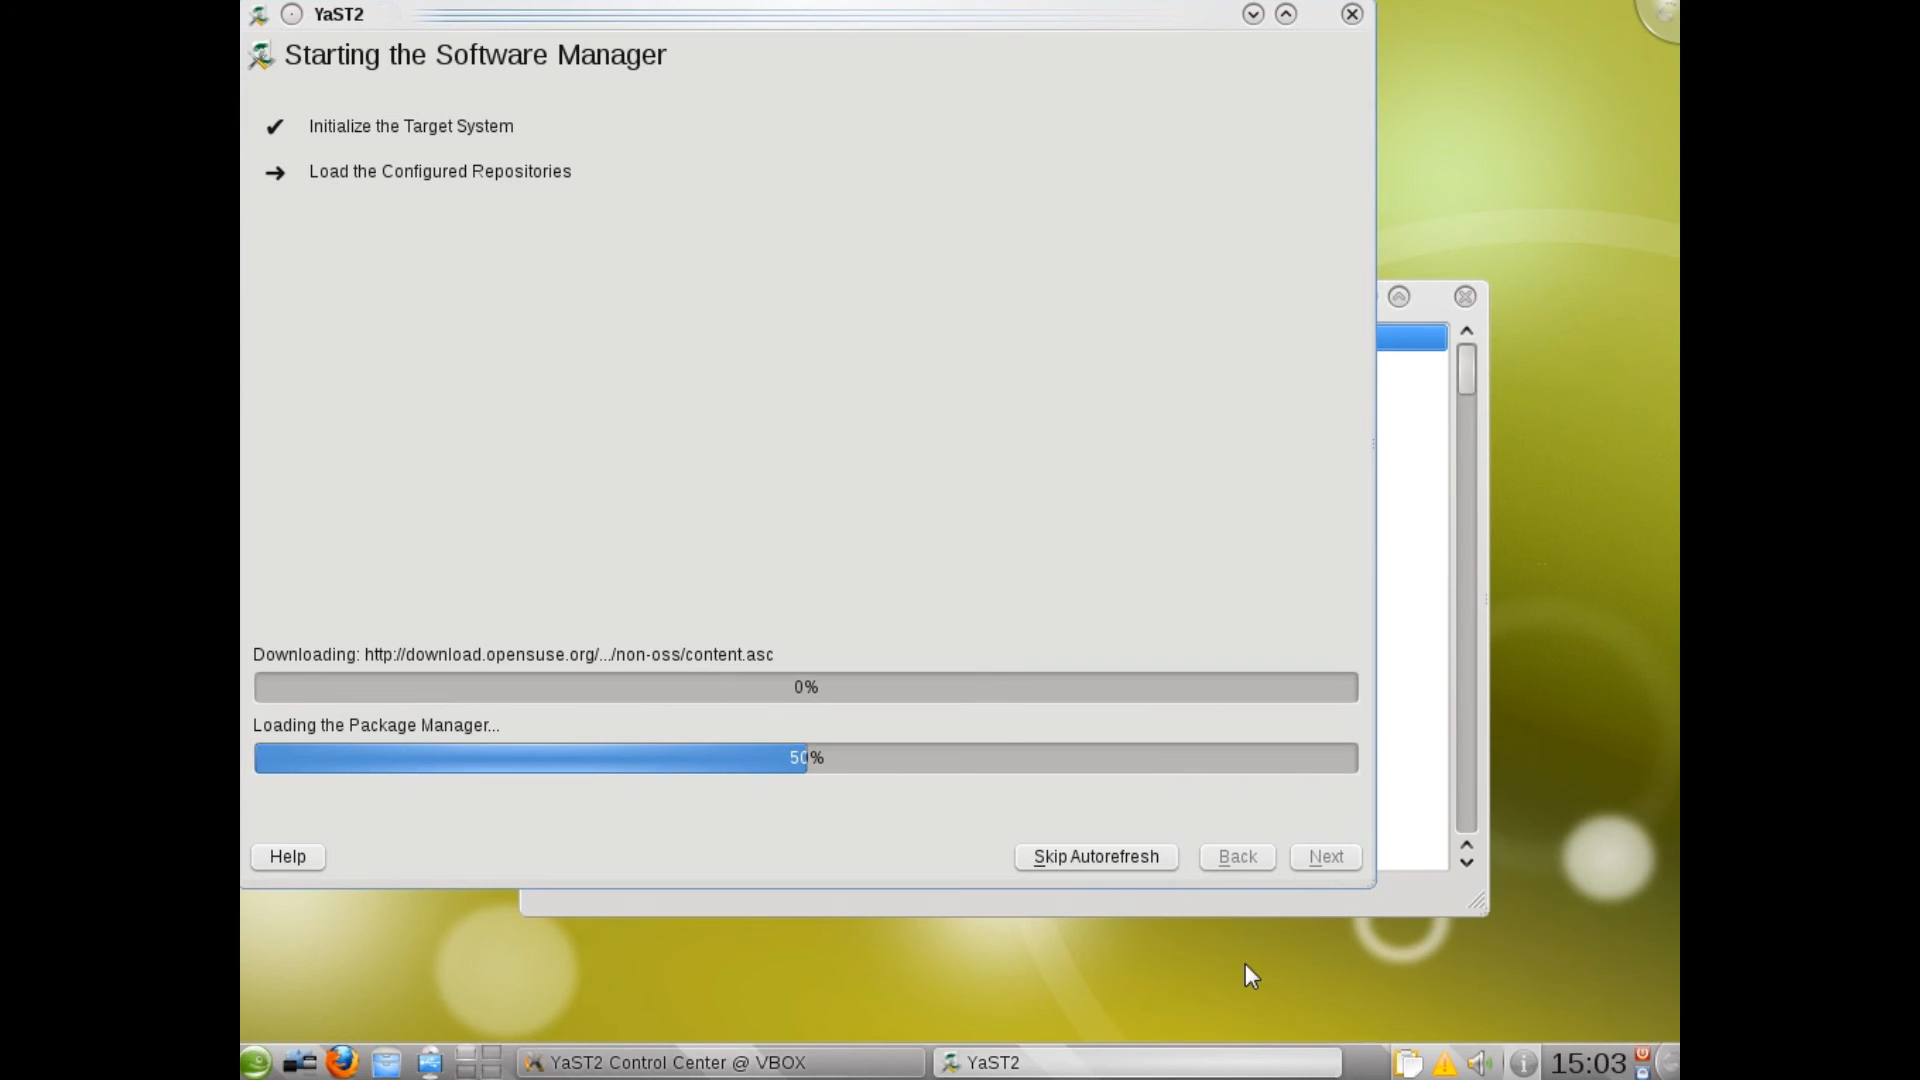 YaST2
Starting the Software Manager
Initialize the Target System
Load the Configured Repositories
Downloading: http://download.opensuse.org/.../non-oss/content.asc
0%
Loading the Package Manager...
50%
Help
Skip Autorefresh
Back
Next
YaST2 Control Center @ VBOX
YaST2
15:03